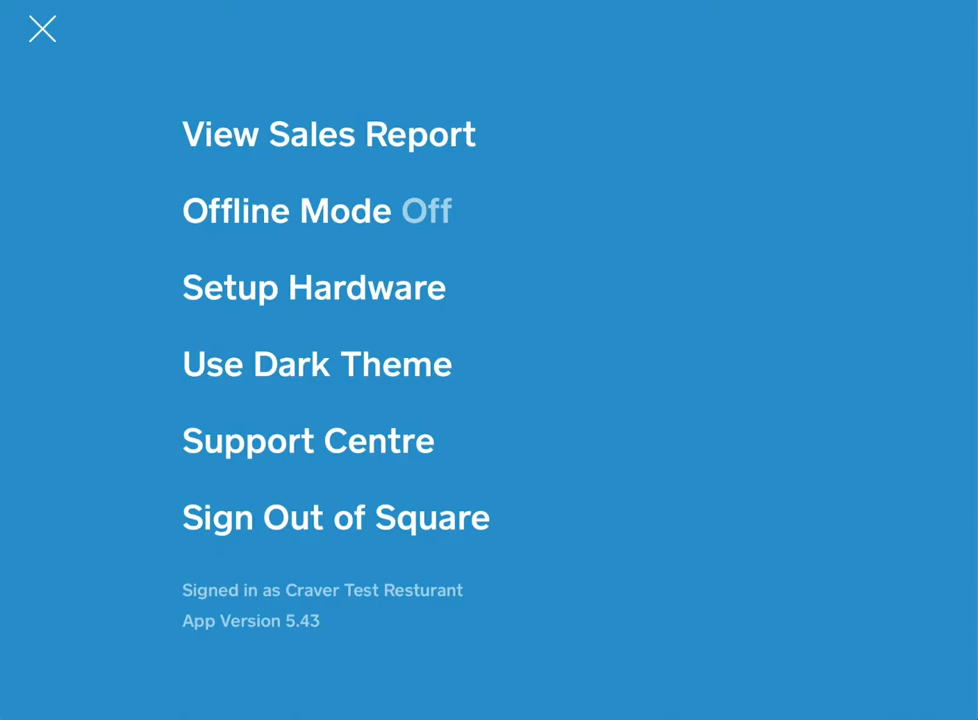 View Sales Report
Offline Mode Off
Setup Hardware
Use Dark Theme
Support Centre
Sign Out of Square
Signed in as Craver Test Resturant
App Version 5.43